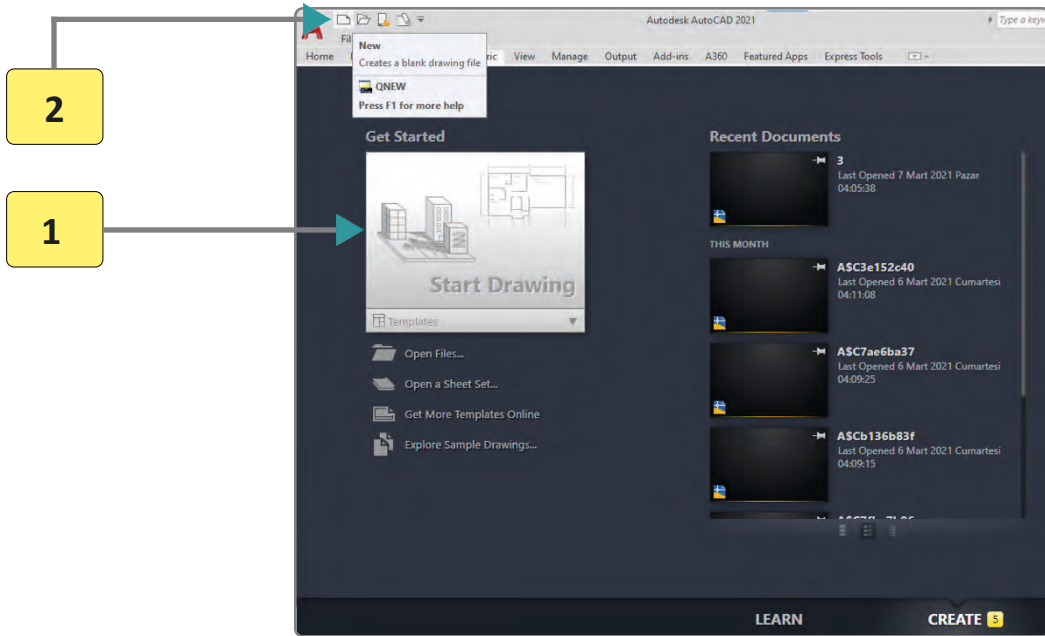 Autodesk AutoCAD 2021
Type a keyw
2
New
Creates a blank drawing file
QNEW
Press F1 for more help
Home
ric View Manage Output Add-ins A360 Featured Apps Express Tools
1
Get Started
Start Drawing
Templates
Open Files...
Open a Sheet Set...
Get More Templates Online
Explore Sample Drawings...
Recent Documents
3
Last Opened 7 Mart 2021 Pazar
04:05:38
THIS MONTH
A$C3e152c40
Last Opened 6 Mart 2021 Cumartesi
04:11:08
A$C7ae6ba37
Last Opened 6 Mart 2021 Cumartesi
04:09:25
A$Cb136b83f
Last Opened 6 Mart 2021 Cumartesi
04:09:15
LEARN
CREATE 5